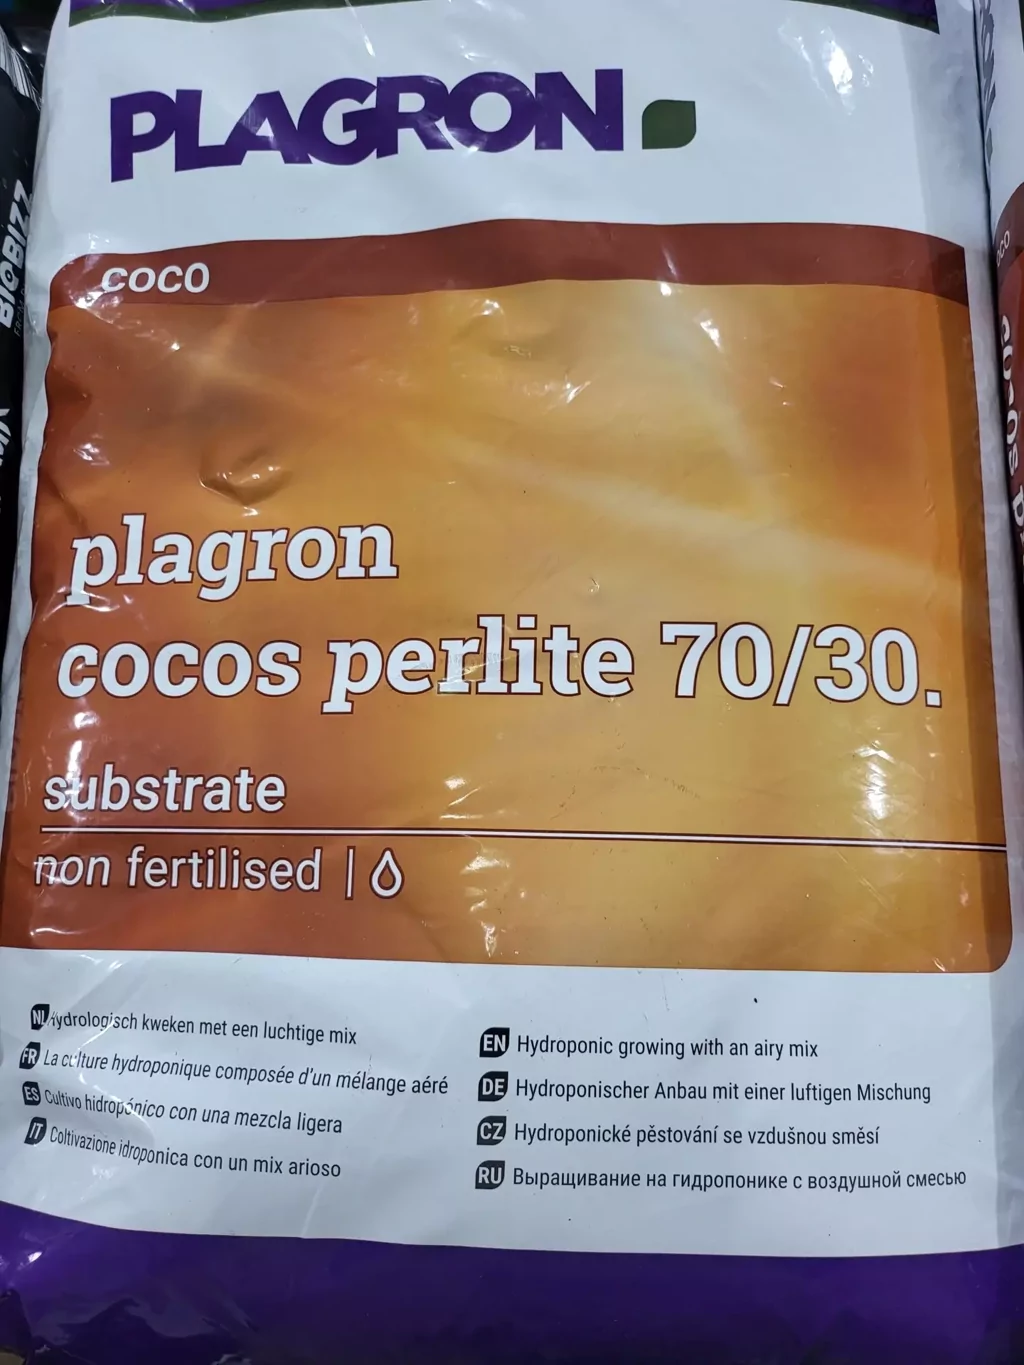 PLAGRON
coco
plagron
cocos perlite 70/30.
substrate
non fertilised |
NL Hydrologisch kweken met een luchtige mix
FR La culture hydroponique composée d'un mélange aéré
ES Cultivo hidropónico con una mezcla ligera
IT Coltivazione idroponica con un mix arioso
EN Hydroponic growing with an airy mix
DE Hydroponischer Anbau mit einer luftigen Mischung
CZ Hydroponické pěstování se vzdušnou směsí
RU Выращивание на гидропонике с воздушной смесью
BIOBIZZ
cocos p